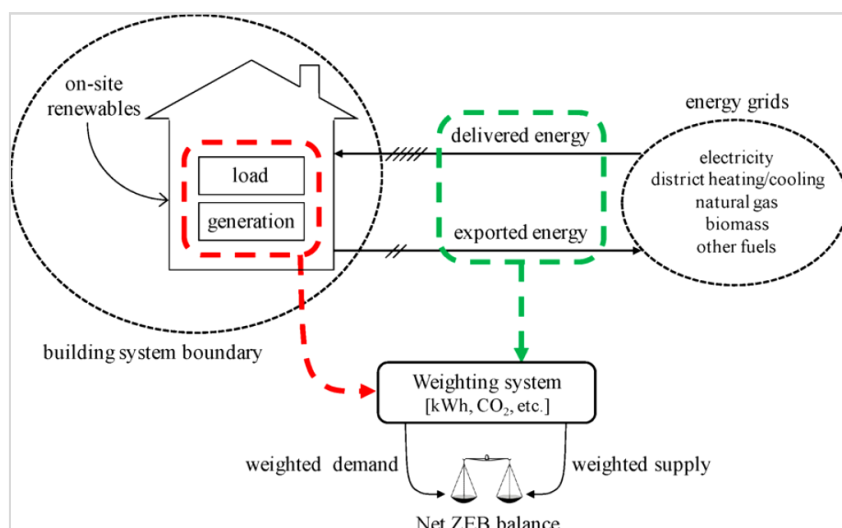 on-site
renewables
load
generation
building system boundary
delivered energy
exported energy
energy grids
electricity
district heating/cooling
natural gas
biomass
other fuels
Weighting system
[kWh, CO₂, etc.]
weighted demand
weighted supply
Net ZEB balance